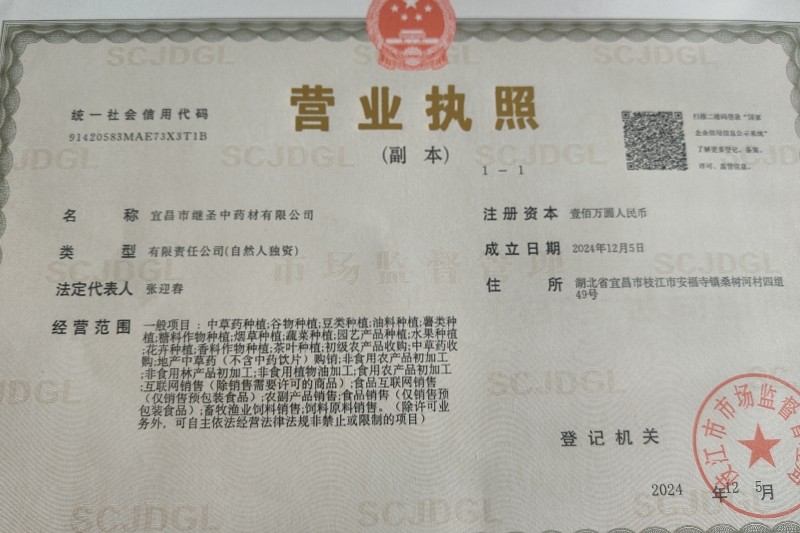 统一社会信用代码
91420583MAE73X3T1B
营业执照
(副 本)
1-1
扫描二维码登录“国家
企业信用信息公示系统”
了解更多登记、备案、
许可、监管信息。
名 称 宜昌市继圣中药材有限公司
类 型 有限责任公司(自然人独资)
法定代表人 张迎春
经营范围 一般项目：中草药种植;谷物种植;豆类种植;油料种植;薯类种
植;糖料作物种植;烟草种植;蔬菜种植;园艺产品种植;水果种植
;花卉种植;香料作物种植;茶叶种植;初级农产品收购;中草药收
购;地产中草药（不含中药饮片）购销;非食用农产品初加工
;非食用林产品初加工;非食用植物油加工;食用农产品初加工
;互联网销售（除销售需要许可的商品）;食品互联网销售
（仅销售预包装食品）;农副产品销售;食品销售（仅销售预
包装食品）;畜牧渔业饲料销售;饲料原料销售。（除许可业
务外，可自主依法经营法律法规非禁止或限制的项目）
注册资本 壹佰万圆人民币
成立日期 2024年12月5日
住 所 湖北省宜昌市枝江市安福寺镇桑树河村四组
49号
登记机关
枝江市市场监督
2024 年12 5月
SCJDGL
市场监督管理